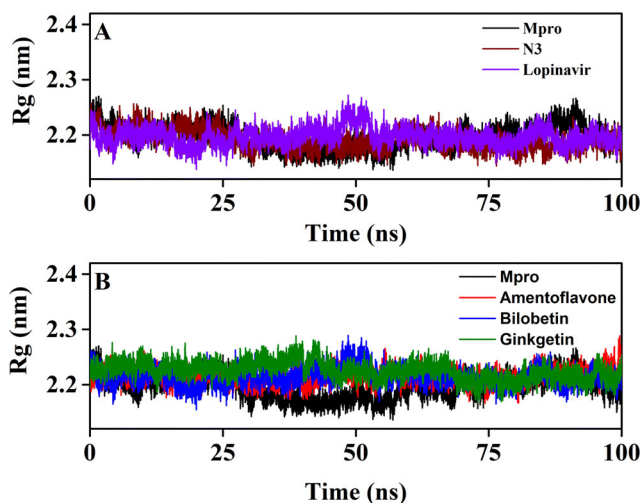 A
Mpro
N3
Lopinavir
Rg (nm)
2.4
2.3
2.2
0
25
50
75
100
Time (ns)
B
Mpro
Amentoflavone
Bilobetin
Ginkgetin
Rg (nm)
2.4
2.3
2.2
0
25
50
75
100
Time (ns)